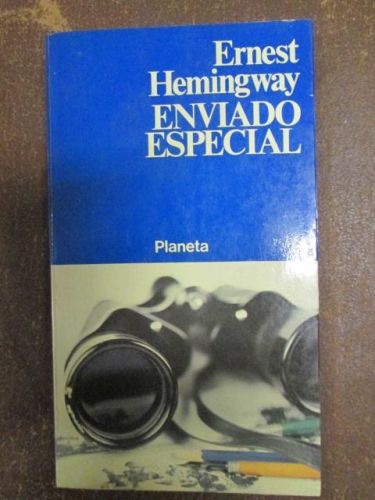 Ernest
Hemingway
ENVIADO
ESPECIAL
Planeta